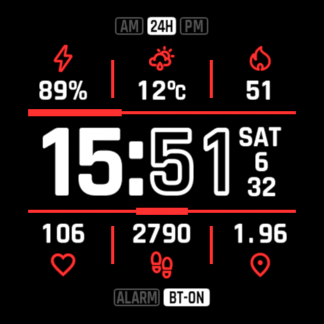 AM 24H PM
89% 12°C 51
15:51 SAT
6
32
106 2790 1.96
ALARM BT-ON